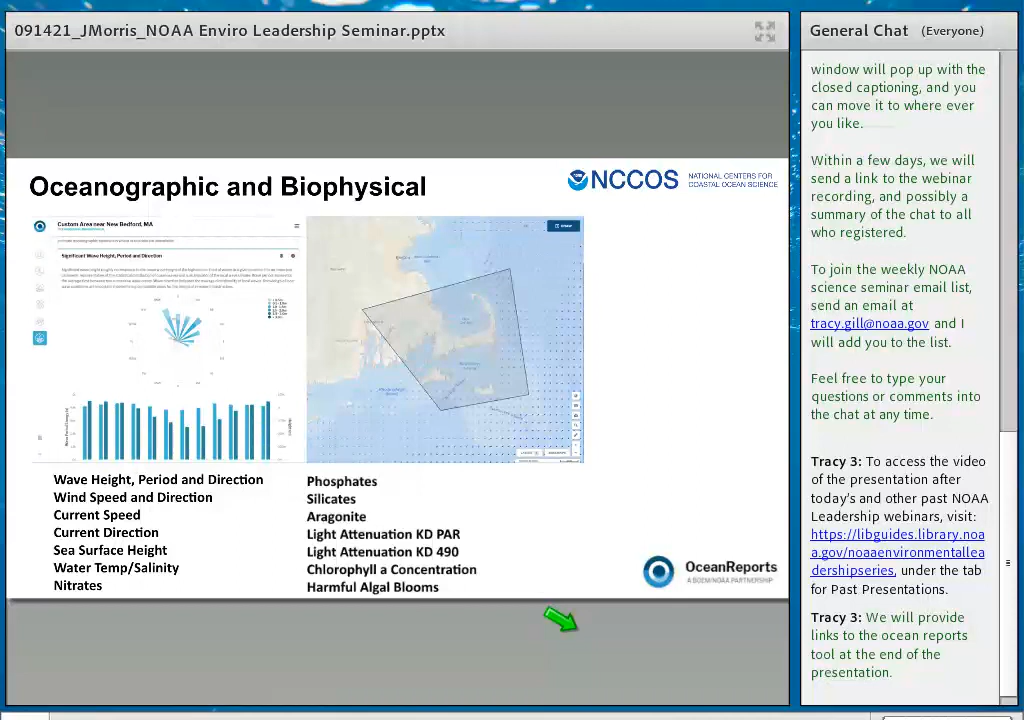 091421_JMorris_NOAA Enviro Leadership Seminar.pptx
Oceanographic and Biophysical
NCCOS NATIONAL CENTERS FOR
COASTAL OCEAN SCIENCE
Custom Area near New Bedford, MA
Significant Wave Height, Period and Direction
Wave Height, Period and Direction
Wind Speed and Direction
Current Speed
Current Direction
Sea Surface Height
Water Temp/Salinity
Nitrates
Phosphates
Silicates
Aragonite
Light Attenuation KD PAR
Light Attenuation KD 490
Chlorophyll a Concentration
Harmful Algal Blooms
OceanReports
A BOEM/NOAA PARTNERSHIP
General Chat (Everyone)
window will pop up with the
closed captioning, and you
can move it to where ever
you like.
Within a few days, we will
send a link to the webinar
recording, and possibly a
summary of the chat to all
who registered.
To join the weekly NOAA
science seminar email list,
send an email at
tracy.gill@noaa.gov and I
will add you to the list.
Feel free to type your
questions or comments into
the chat at any time.
Tracy 3: To access the video
of the presentation after
today's and other past NOAA
Leadership webinars, visit:
https://libguides.library.noa
a.gov/noaaenvironmentallea
dershipseries, under the tab
for Past Presentations.
Tracy 3: We will provide
links to the ocean reports
tool at the end of the
presentation.